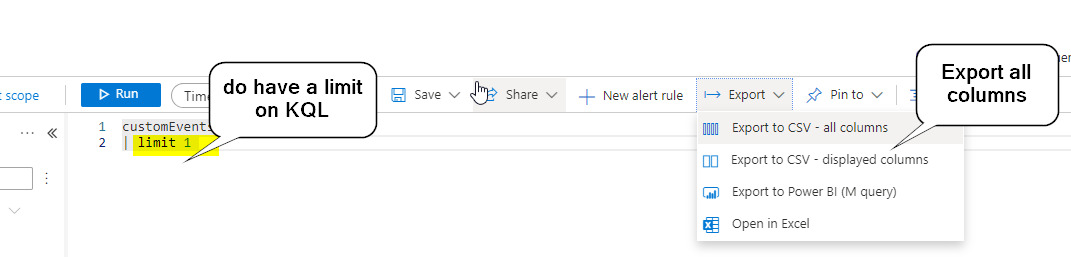 do have a limit
on KQL
Export all
columns
t scope
Run
Time
Save
Share
New alert rule
Export
Pin to
1 customEvents
2 | limit 1
Export to CSV - all columns
Export to CSV - displayed columns
Export to Power BI (M query)
Open in Excel